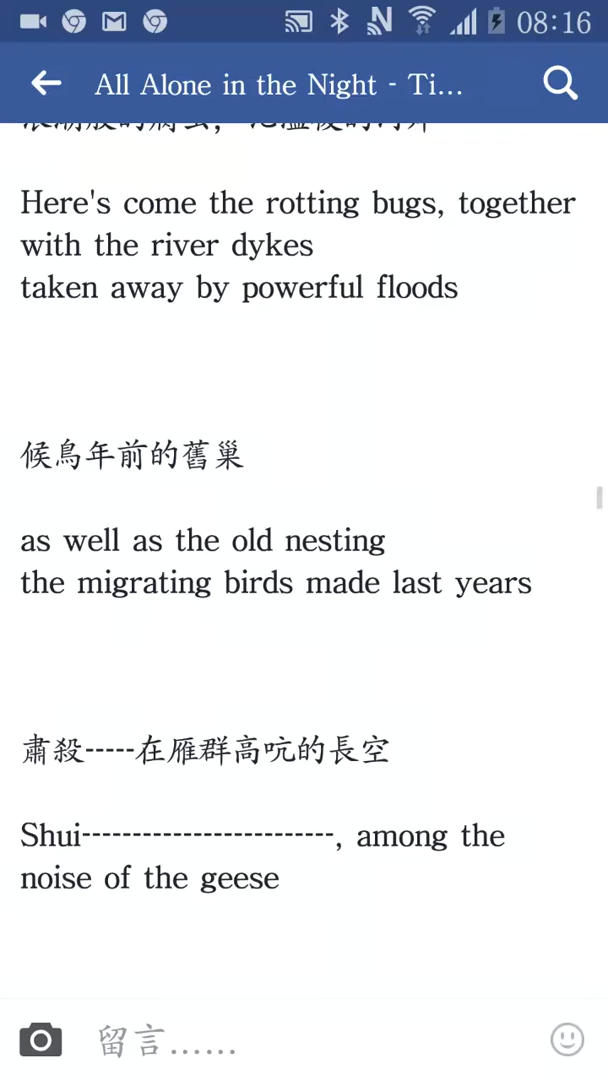 08:16
All Alone in the Night - Ti...
Here's come the rotting bugs, together
with the river dykes
taken away by powerful floods
候鳥年前的舊巢
as well as the old nesting
the migrating birds made last years
肅殺-----在雁群高吭的長空
Shui-------------------------, among the
noise of the geese
留言......